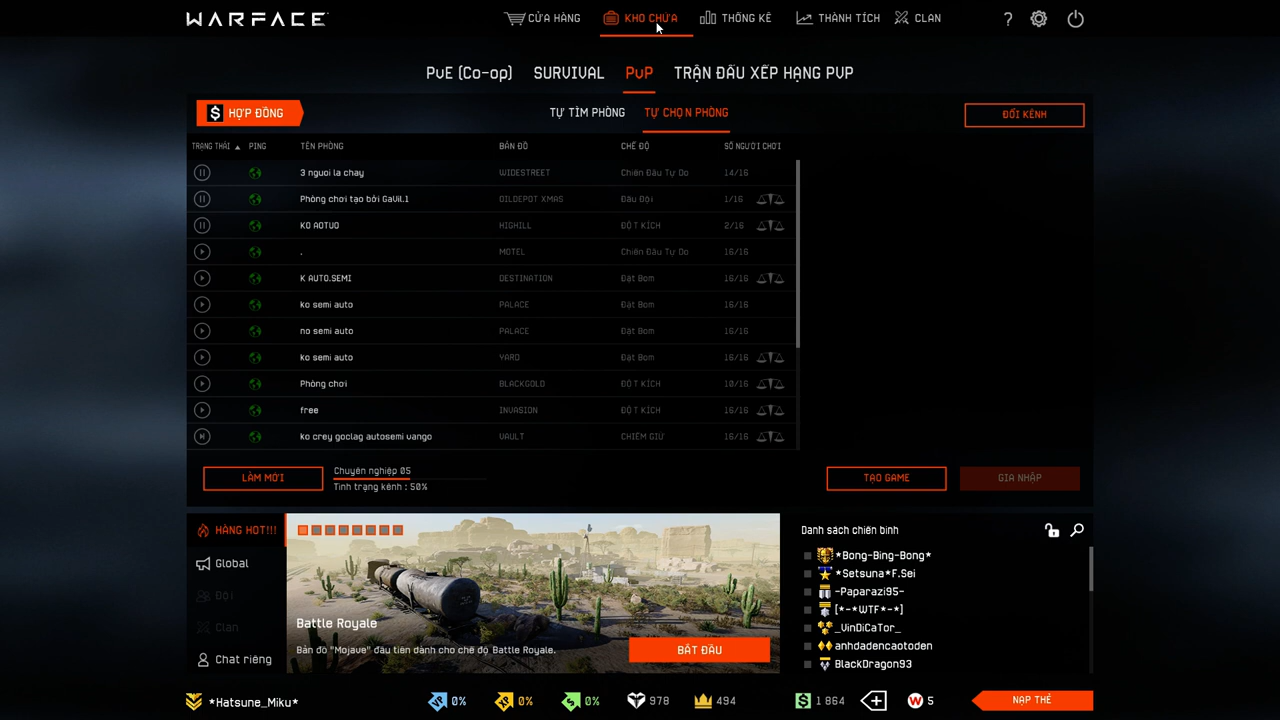 WARFACE
CỬA HÀNG KHO CHỨA THỐNG KÊ THÀNH TÍCH CLAN ?
PvE (Co-op) SURVIVAL PvP TRẬN ĐẤU XẾP HẠNG PVP
$ HỢP ĐỒNG TỰ TÌM PHÒNG TỰ CHỌN PHÒNG ĐỔI KÊNH
TRẠNG THÁI PING TÊN PHÒNG BẢN ĐỒ CHẾ ĐỘ SỐ NGƯỜI CHƠI
3 nguoi la chay WIDESTREET Chiến Đấu Tự Do 14/16
Phòng chơi tạo bởi GaVil.1 OILDEPOT XMAS Đấu Đội 1/16
KO AOTUO HIGHILL ĐỘT KÍCH 2/16
. MOTEL Chiến Đấu Tự Do 16/16
K AUTO.SEMI DESTINATION Đặt Bom 16/16
ko semi auto PALACE Đặt Bom 16/16
no semi auto PALACE Đặt Bom 16/16
ko semi auto YARD Đặt Bom 16/16
Phòng chơi BLACKGOLD ĐỘT KÍCH 10/16
free INVASION ĐỘT KÍCH 16/16
ko crey goclag autosemi vango VAULT CHIẾM GIỮ 16/16
LÀM MỚI Chuyên nghiệp 05 TẠO GAME GIA NHẬP
Tình trạng kênh : 50%
HÀNG HOT!!!
Global
Đội
Clan
Chat riêng
Battle Royale
Bản đồ "Mojave" đầu tiên dành cho chế độ Battle Royale.
BẮT ĐẦU
Danh sách chiến binh
*Bong-Bing-Bong*
*Setsuna*F.Sei
-Paparazi95-
[*-*WTF*-*]
_VinDiCaTor_
anhdadencaotoden
BlackDragon93
*Hatsune_Miku* 0% 0% 0% 978 494 $ 1 864 W 5 NẠP THẺ